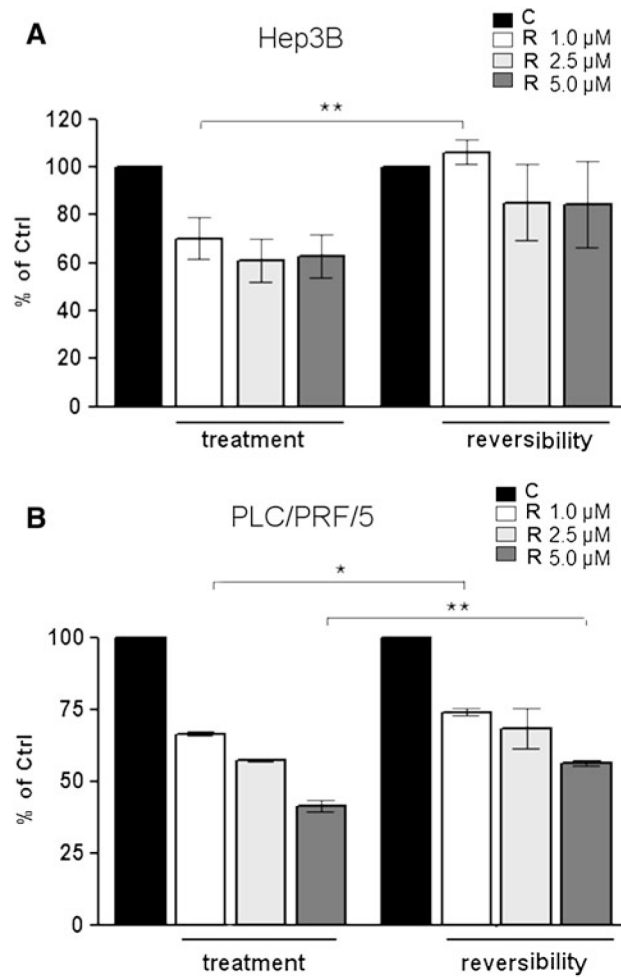 A
Hep3B
C
R 1.0 µM
R 2.5 µM
R 5.0 µM
**
120
100
80
60
40
20
0
% of Ctrl
treatment
reversibility
B
PLC/PRF/5
C
R 1.0 µM
R 2.5 µM
R 5.0 µM
*
**
100
75
50
25
0
% of Ctrl
treatment
reversibility